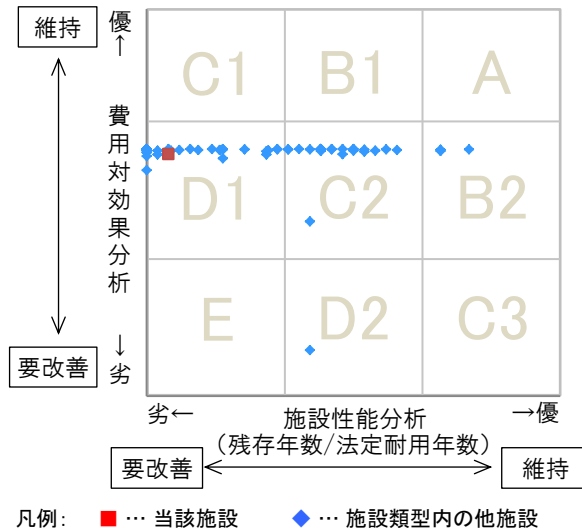 維持
優↑
費用対効果分析
↓劣
要改善
C1 B1 A
D1 C2 B2
E D2 C3
劣← 施設性能分析 →優
（残存年数/法定耐用年数）
要改善 維持
凡例: ■ … 当該施設 ◆ … 施設類型内の他施設